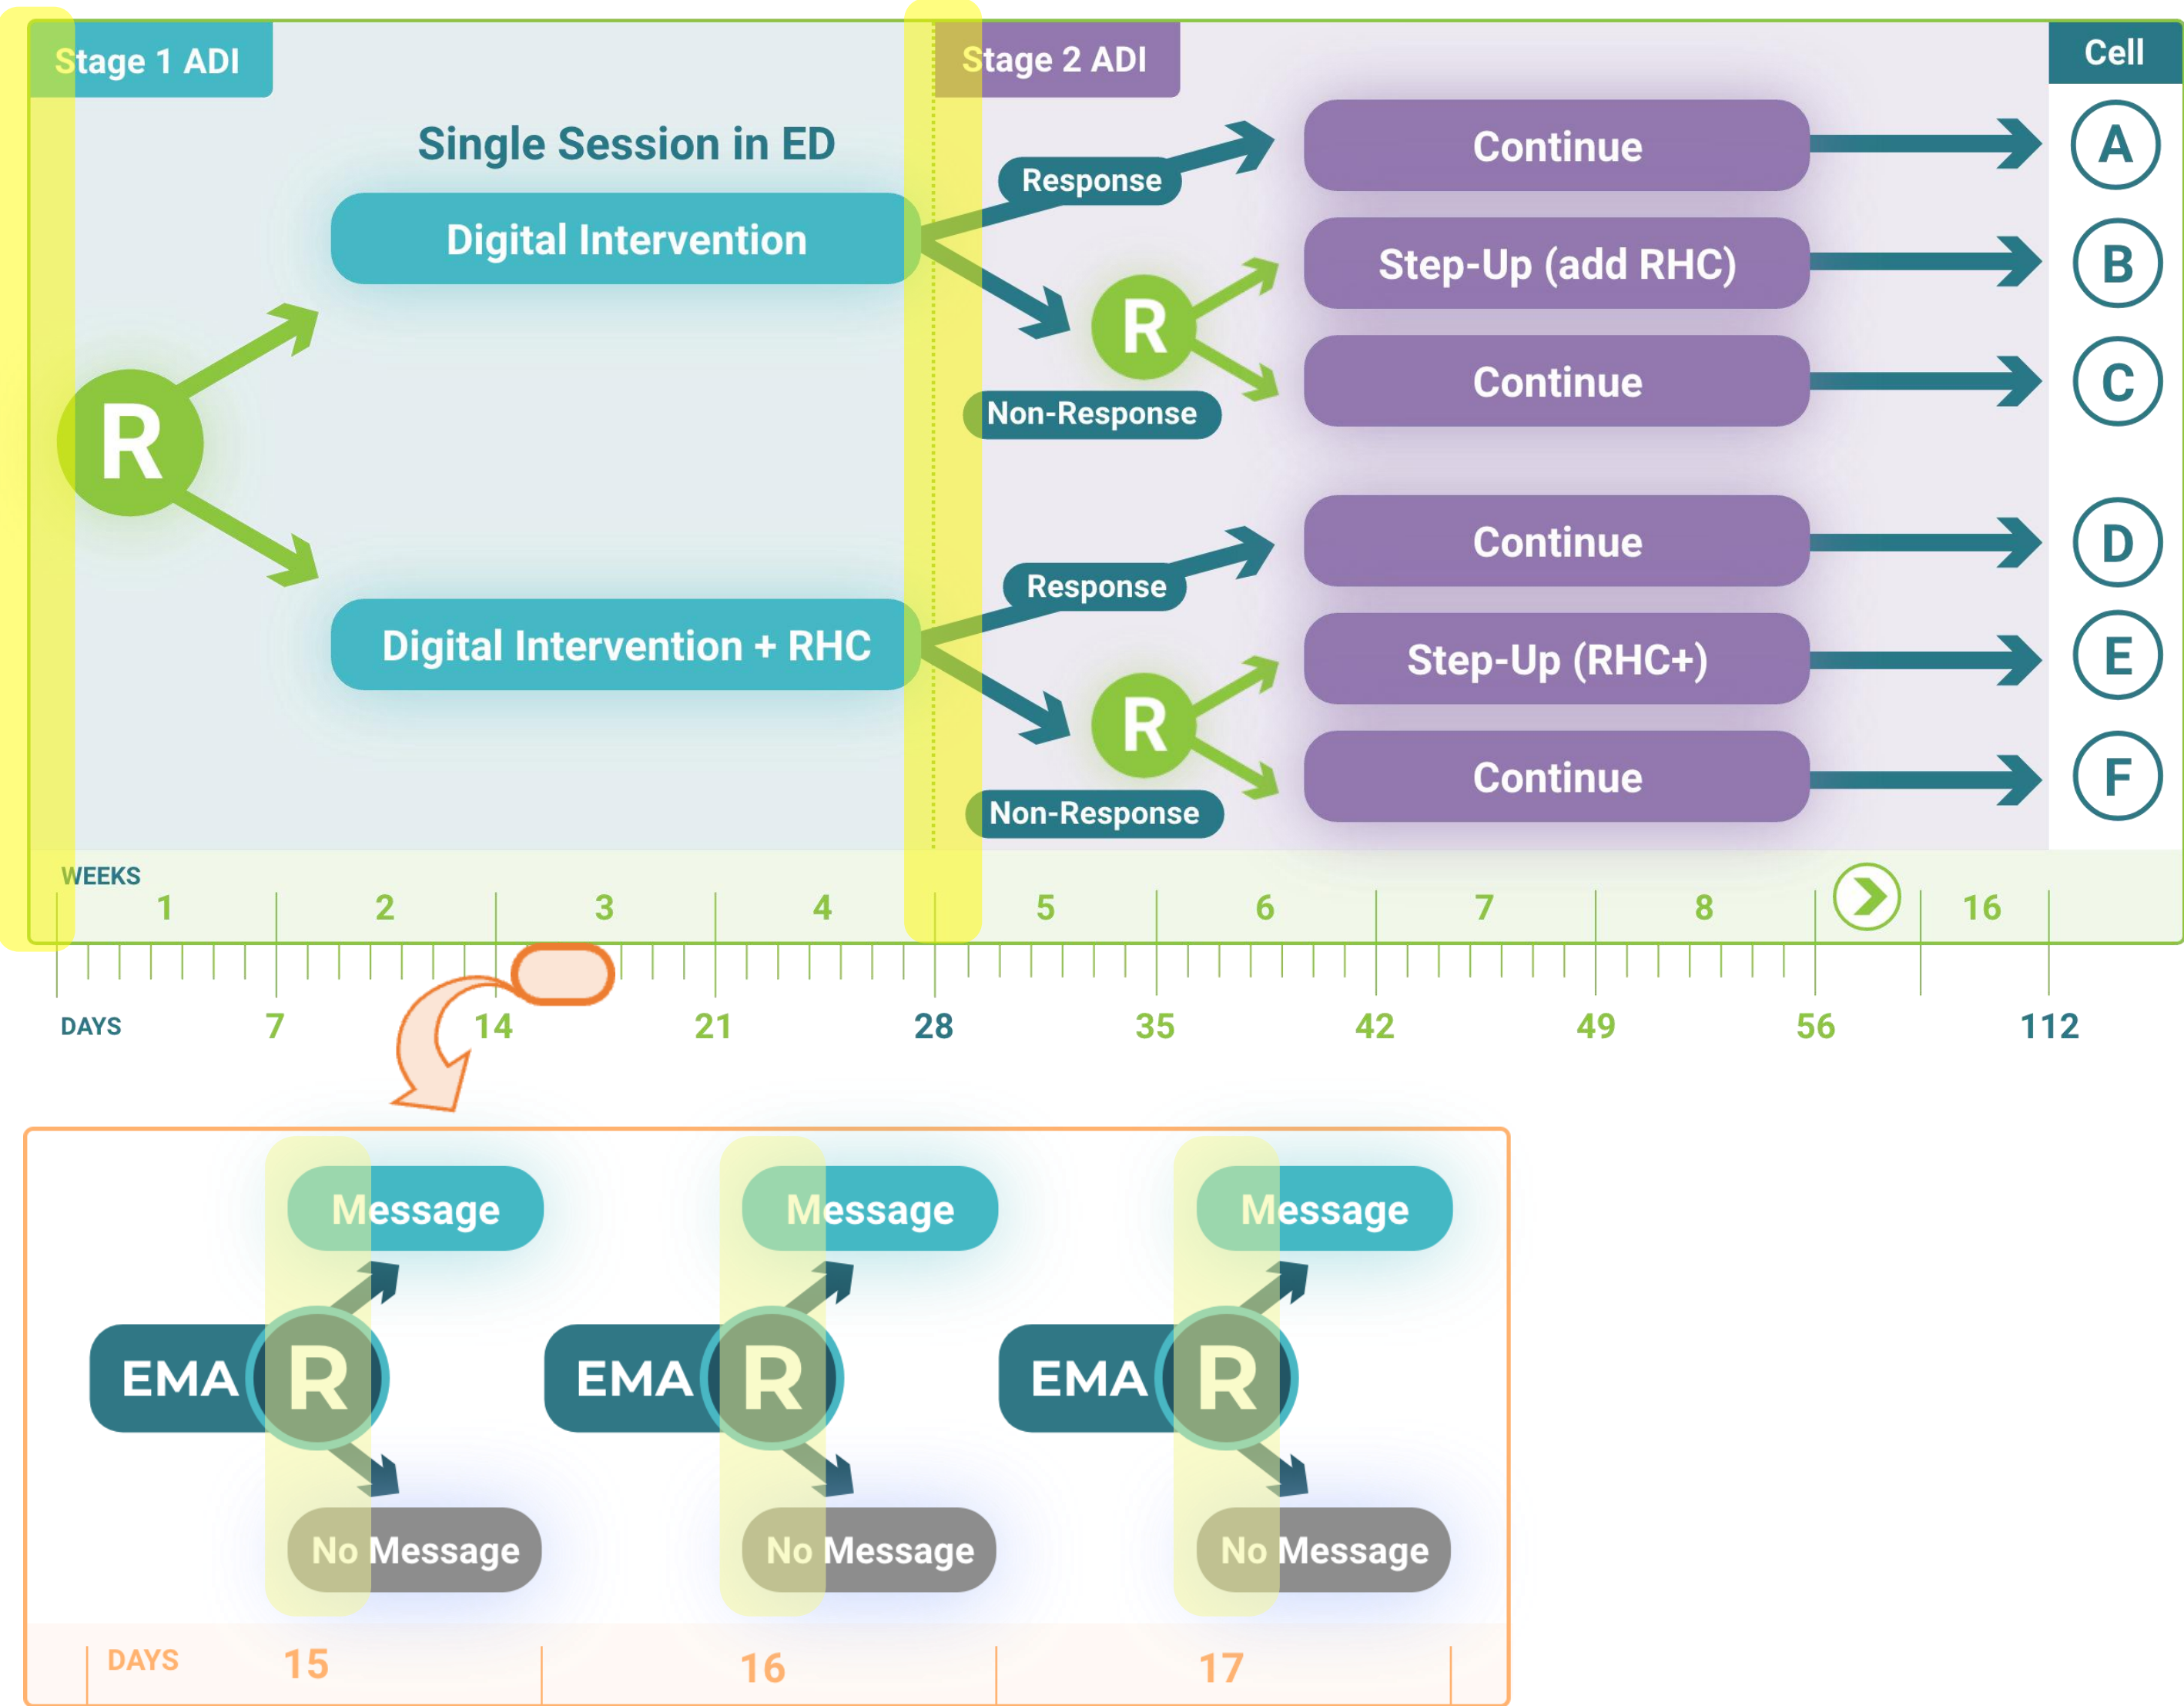 Stage 1 ADI
Stage 2 ADI
Cell
Single Session in ED
Digital Intervention
Response
Continue
A
R
Step-Up (add RHC)
B
Continue
C
Non-Response
R
Digital Intervention + RHC
Response
Continue
D
R
Step-Up (RHC+)
E
Continue
F
Non-Response
WEEKS
1 2 3 4 5 6 7 8 16
DAYS 7 14 21 28 35 42 49 56 112
Message Message Message
EMA R EMA R EMA R
No Message No Message No Message
DAYS 15 16 17